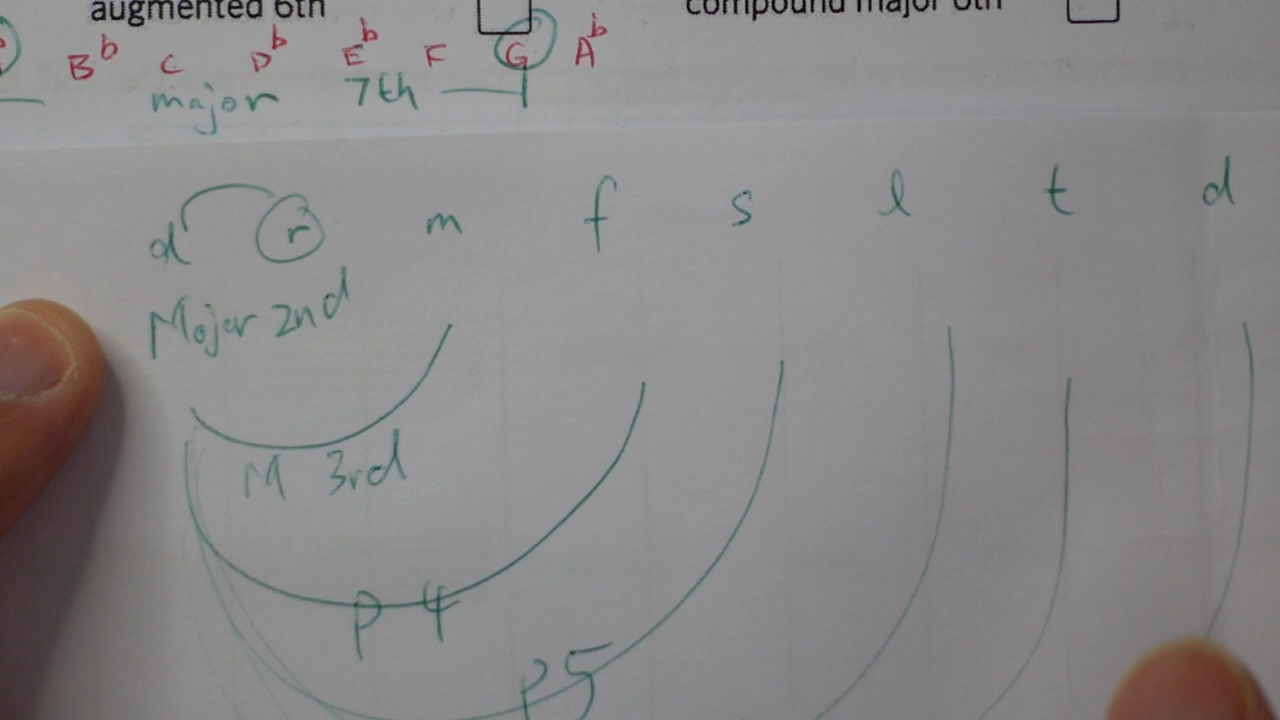 augmented 6th compound major 6th
B♭ C D♭ E♭ F G A♭
major 7th
d r m f s l t d
Major 2nd
M 3rd
P 4
P5